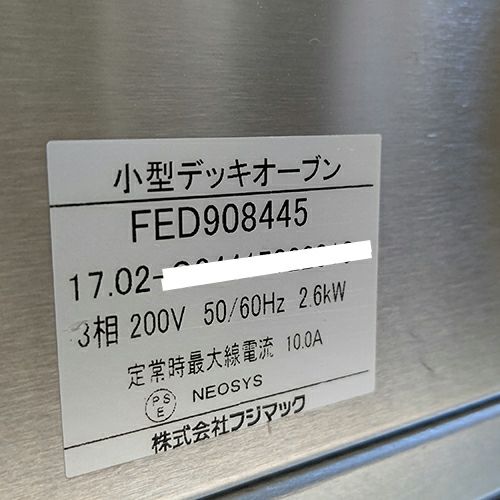 小型デッキオーブン
FED908445
17.02-
3相 200V 50/60Hz 2.6kW
定常時最大線電流 10.0A
PS
E
NEOSYS
株式会社フジマック